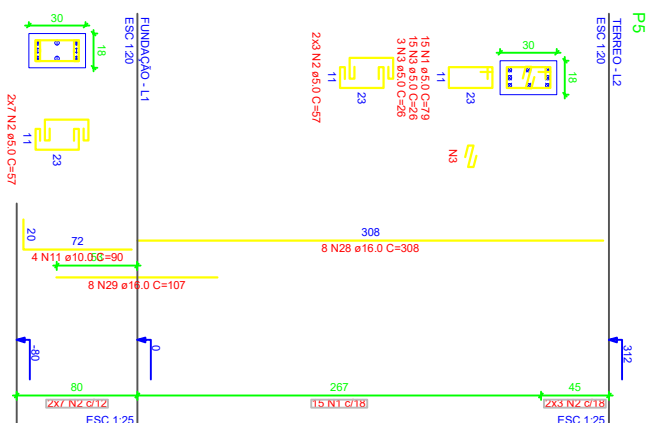 P5
TERREO - L2
ESC 1:20
30
18
15 N1 ø5.0 C=79
15 N3 ø5.0 C=26
3 N3 ø5.0 C=26
2x3 N2 ø5.0 C=57
11
23
11
23
N3
FUNDAÇÃO - L1
ESC 1:20
30
18
11
23
2x7 N2 ø5.0 C=57
308
8 N28 ø16.0 C=308
20
72
4 N11 ø10.0 C=90
8 N29 ø16.0 C=107
-80
0
312
80
267
45
2x7 N2 c/12
15 N1 c/18
2x3 N2 c/18
ESC 1:25
ESC 1:25